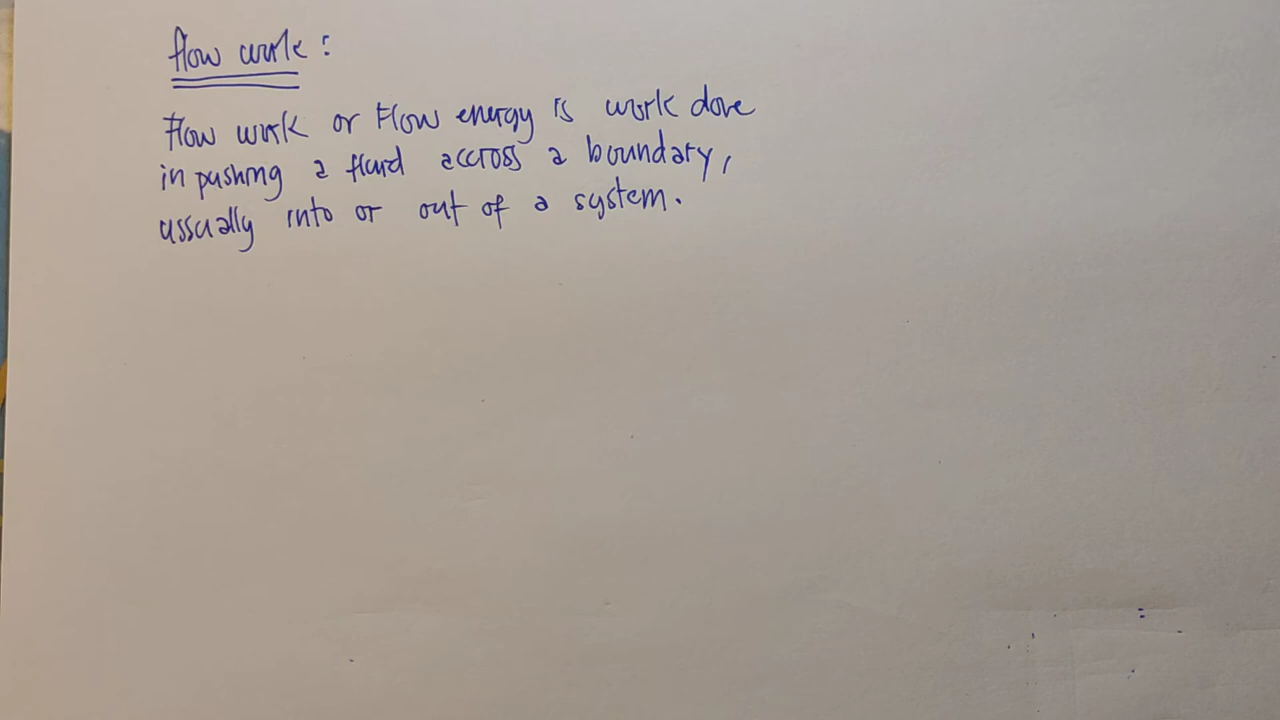 flow work:
Flow work or Flow energy is work done
in pushing a fluid accross a boundary,
ussually into or out of a system.